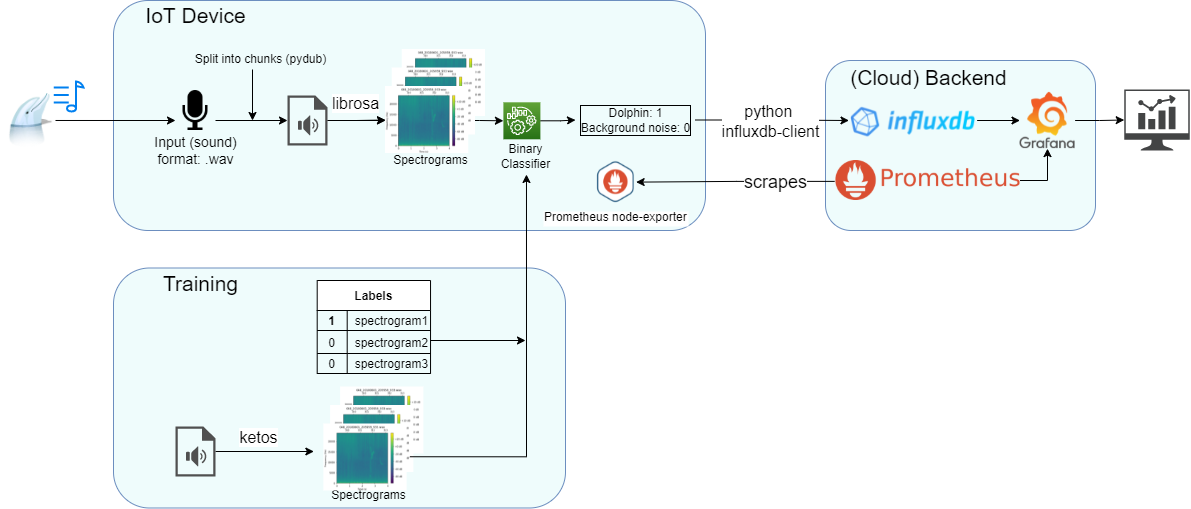 IoT Device
Split into chunks (pydub)
librosa
Input (sound)
format: .wav
Spectrograms
Binary
Classifier
Dolphin: 1
Background noise: 0
Prometheus node-exporter
python
influxdb-client
scrapes
(Cloud) Backend
influxdb
Grafana
Prometheus
Training
Labels
1 spectrogram1
0 spectrogram2
0 spectrogram3
ketos
Spectrograms